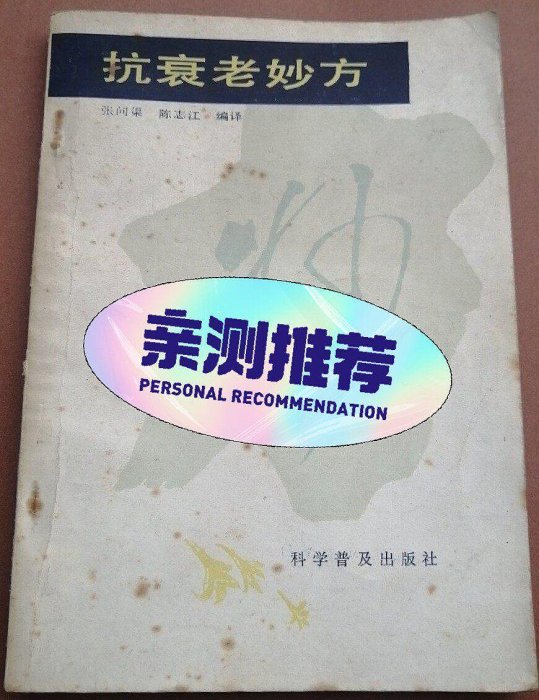 抗衰老妙方
张问渠 陈志江 编译
妙
亲测推荐
PERSONAL RECOMMENDATION
科学普及出版社